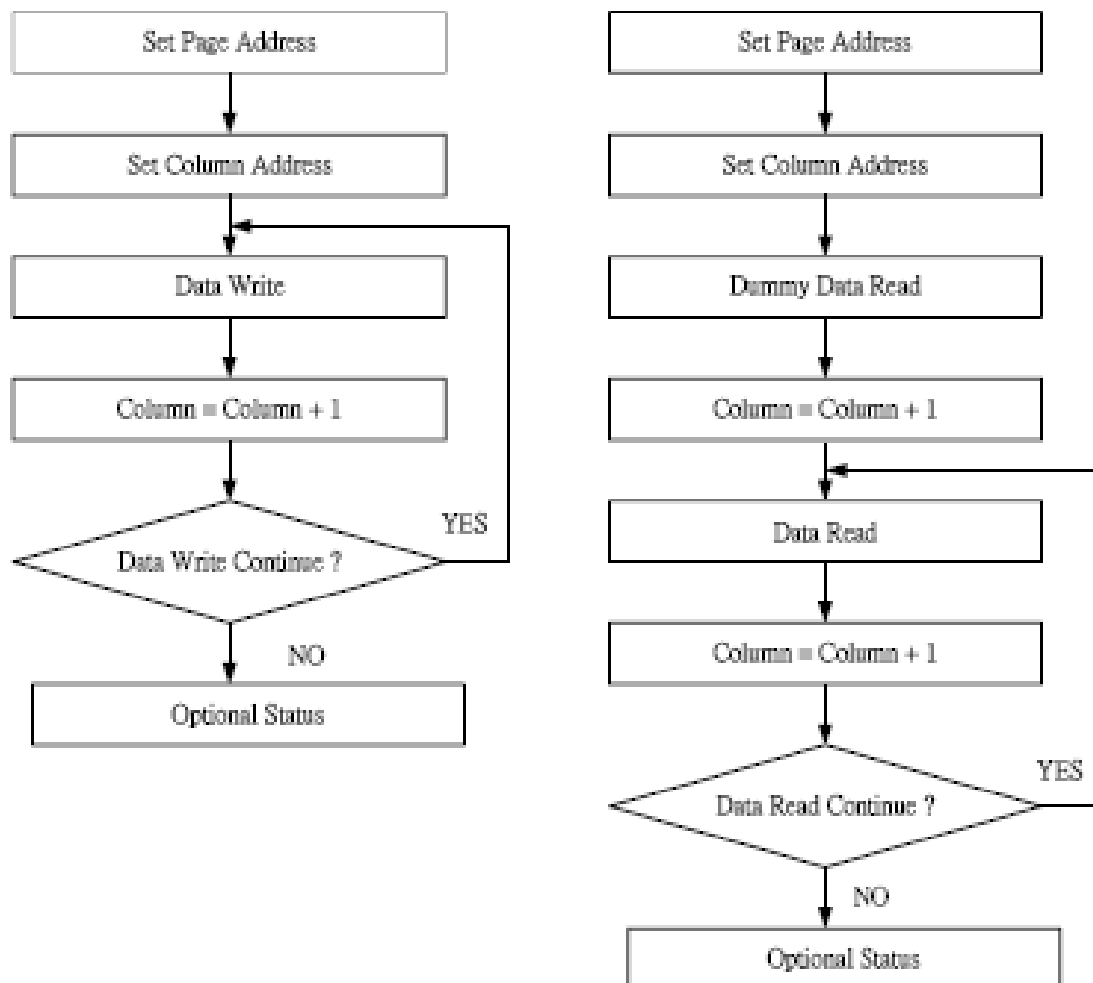 Set Page Address
Set Column Address
Data Write
Column = Column + 1
Data Write Continue ?
YES
NO
Optional Status
Set Page Address
Set Column Address
Dummy Data Read
Column = Column + 1
Data Read
Column = Column + 1
Data Read Continue ?
YES
NO
Optional Status